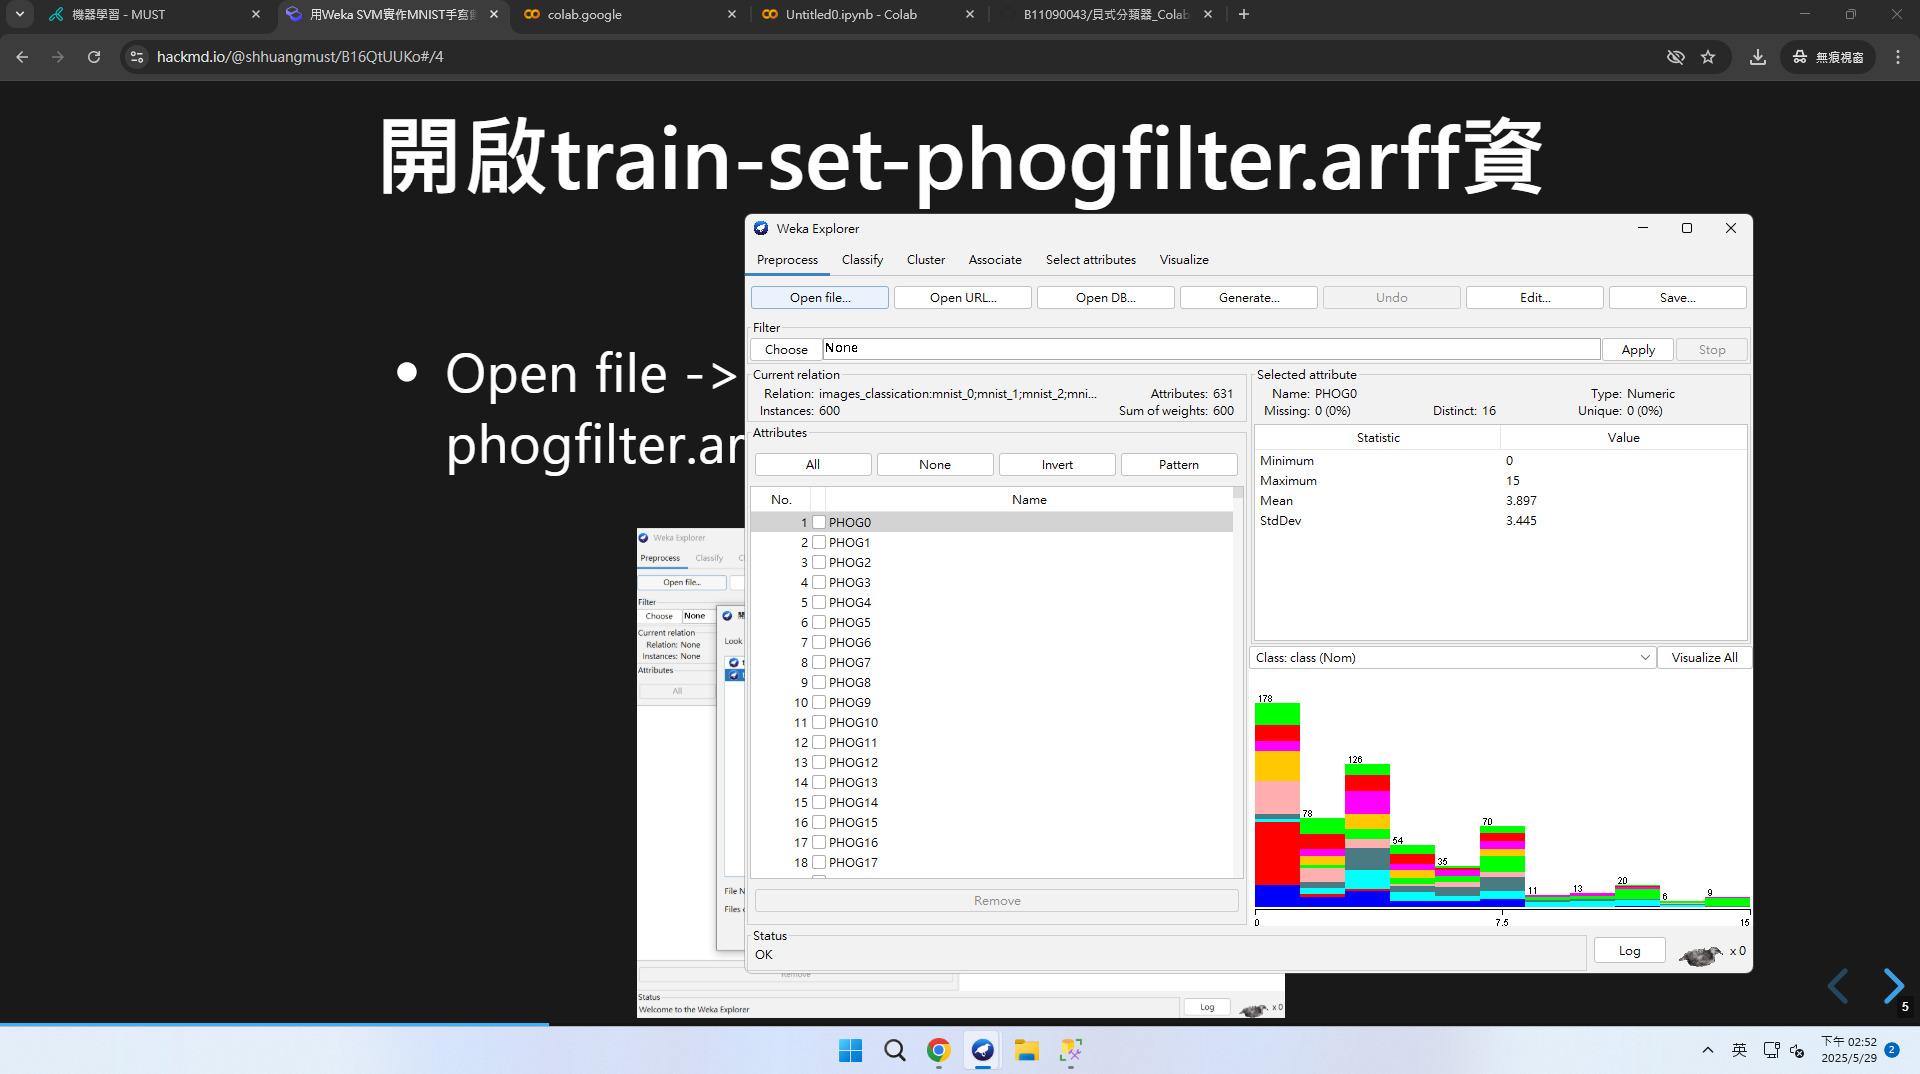 機器學習 - MUST
用Weka SVM實作MNIST手寫
colab.google
Untitled0.ipynb - Colab
B11090043/貝式分類器_Colab
hackmd.io/@shhuangmust/B16QtUUKo#/4
無痕視窗
開啟train-set-phogfilter.arff資
• Open file ->
phogfilter.ar
Weka Explorer
Preprocess
Classify
Cluster
Associate
Select attributes
Visualize
Open file...
Open URL...
Open DB...
Generate...
Undo
Edit...
Save...
Filter
Choose
None
Apply
Stop
Current relation
Relation: images_classication:mnist_0;mnist_1;mnist_2;mni...
Attributes: 631
Instances: 600
Sum of weights: 600
Selected attribute
Name: PHOG0
Type: Numeric
Missing: 0 (0%)
Distinct: 16
Unique: 0 (0%)
Statistic
Value
Minimum
0
Maximum
15
Mean
3.897
StdDev
3.445
Attributes
All
None
Invert
Pattern
No.
Name
1 PHOG0
2 PHOG1
3 PHOG2
4 PHOG3
5 PHOG4
6 PHOG5
7 PHOG6
8 PHOG7
9 PHOG8
10 PHOG9
11 PHOG10
12 PHOG11
13 PHOG12
14 PHOG13
15 PHOG14
16 PHOG15
17 PHOG16
18 PHOG17
Remove
Class: class (Nom)
Visualize All
178
78
126
54
35
70
11
13
20
6
9
0
7.5
15
Status
OK
Log
x 0
Weka Explorer
Preprocess
Classify
Open file...
Filter
Choose
None
Current relation
Relation: None
Instances: None
Attributes
All
Look
File N
Files
Remove
Status
Welcome to the Weka Explorer
Log
x 0
5
英
下午 02:52
2025/5/29
2